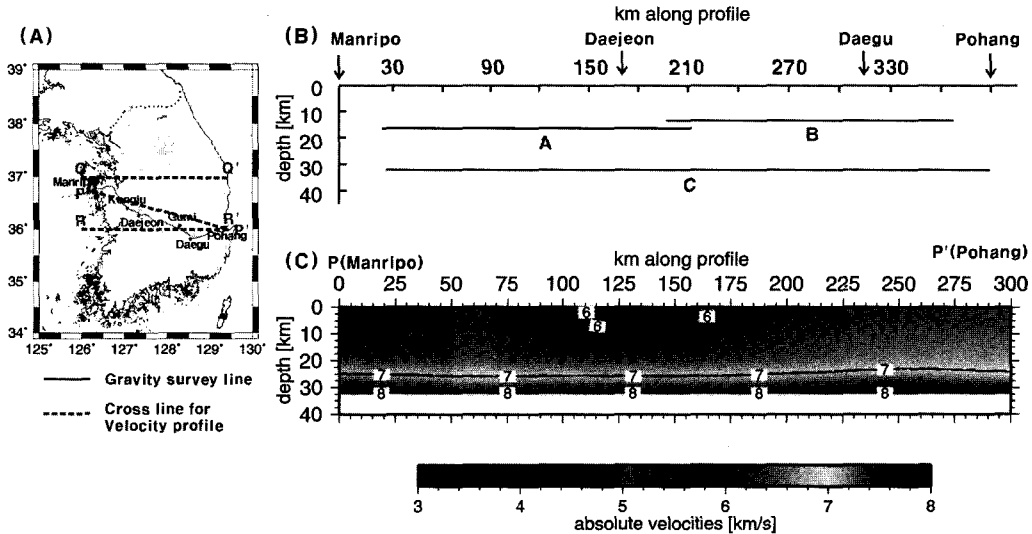 (A)
39°
38°
37°
36°
35°
34°
125°
126°
127°
128°
129°
130°
Q'
Manripo
Kongju
R
Daejeon
Gumi
R'
P'
Pohang
Daegu
Gravity survey line
Cross line for
Velocity profile
km along profile
(B)
Manripo
Daejeon
Daegu
Pohang
30
90
150
210
270
330
depth [km]
0
10
20
30
40
A
B
C
(C)
P(Manripo)
km along profile
P'(Pohang)
0
25
50
75
100
125
150
175
200
225
250
275
300
depth [km]
0
10
20
30
40
6
6
6
7
7
7
7
7
8
8
8
8
8
3
4
5
6
7
8
absolute velocities [km/s]